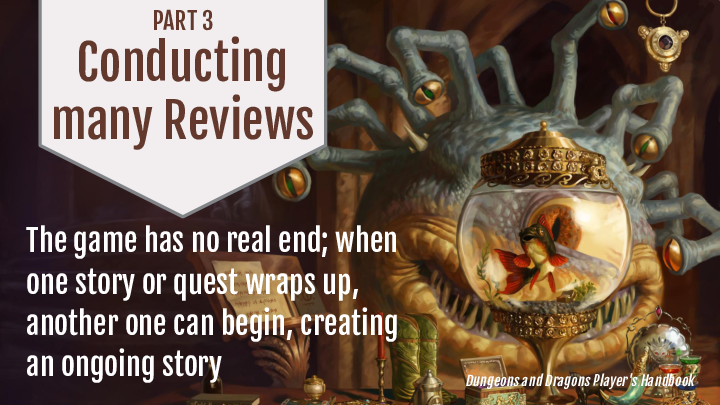 PART 3
Conducting
many Reviews
The game has no real end; when
one story or quest wraps up,
another one can begin, creating
an ongoing story
Dungeons and Dragons Player's Handbook